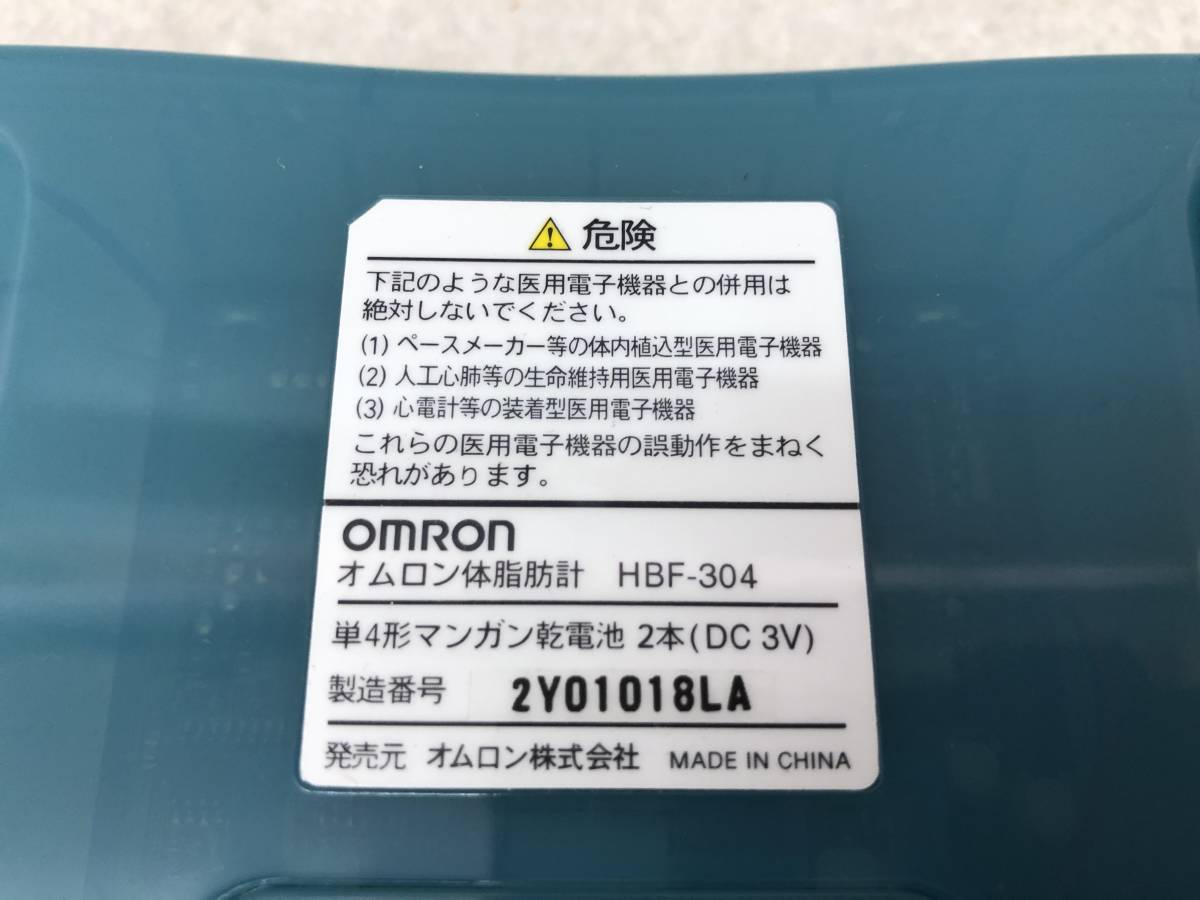 危険
下記のような医用電子機器との併用は
絶対しないでください。
(1) ペースメーカー等の体内植込型医用電子機器
(2) 人工心肺等の生命維持用医用電子機器
(3) 心電計等の装着型医用電子機器
これらの医用電子機器の誤動作をまねく
恐れがあります。
OMRON
オムロン体脂肪計 HBF-304
単4形マンガン乾電池 2本(DC 3V)
製造番号 2Y01018LA
発売元 オムロン株式会社 MADE IN CHINA